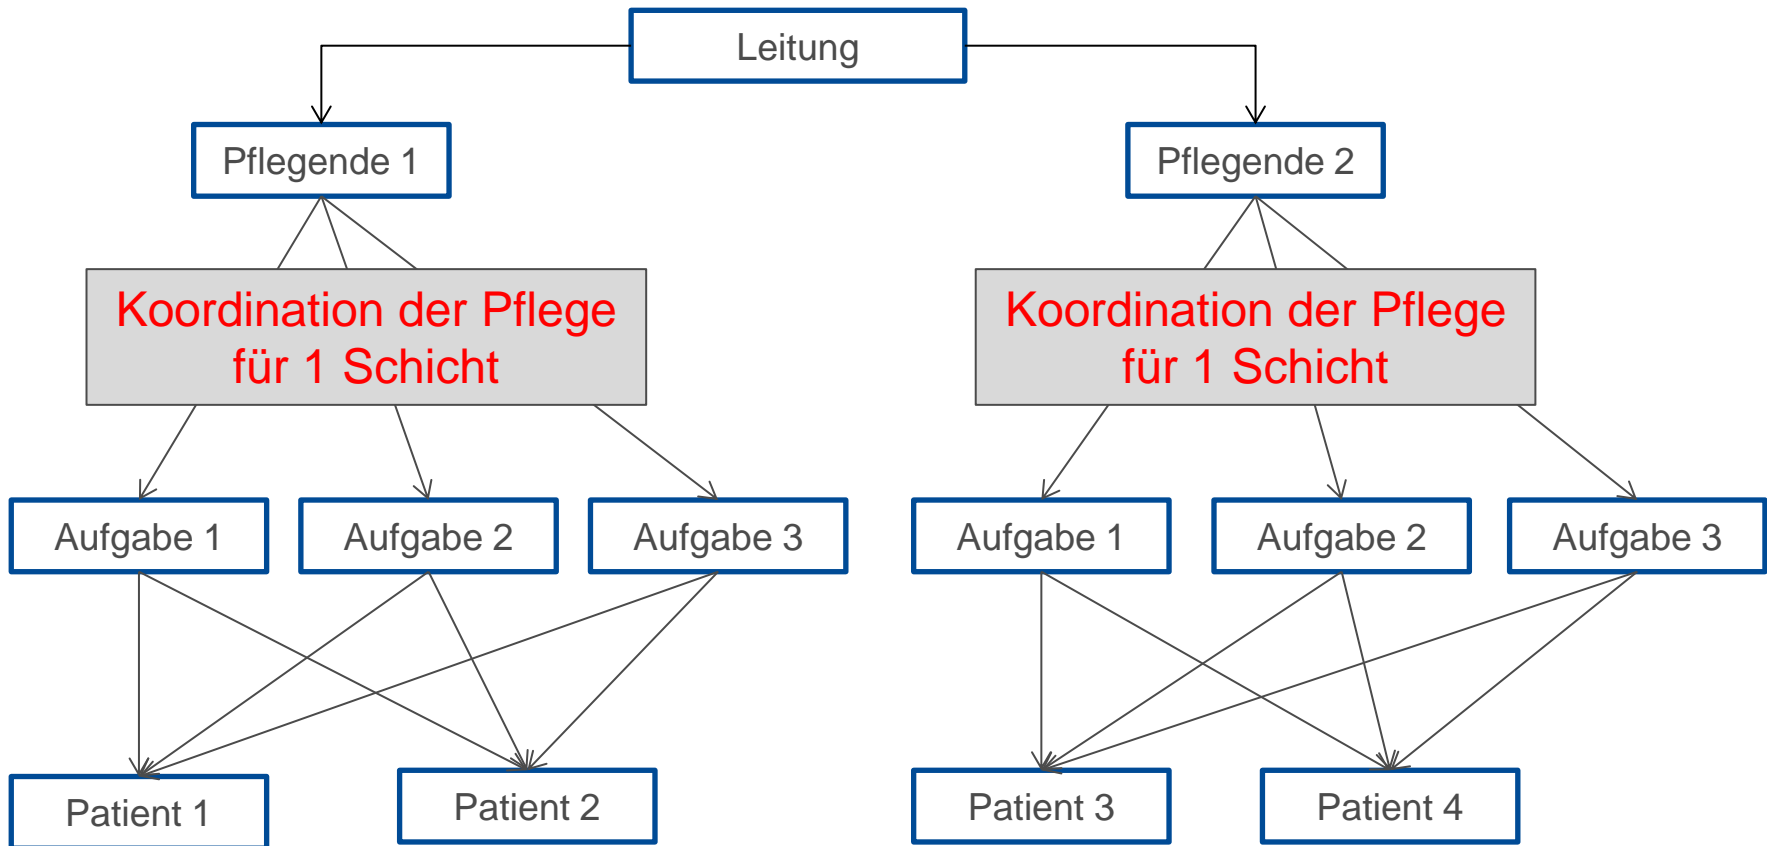 Leitung
Pflegende 1
Pflegende 2
Koordination der Pflege
für 1 Schicht
Koordination der Pflege
für 1 Schicht
Aufgabe 1
Aufgabe 2
Aufgabe 3
Aufgabe 1
Aufgabe 2
Aufgabe 3
Patient 1
Patient 2
Patient 3
Patient 4